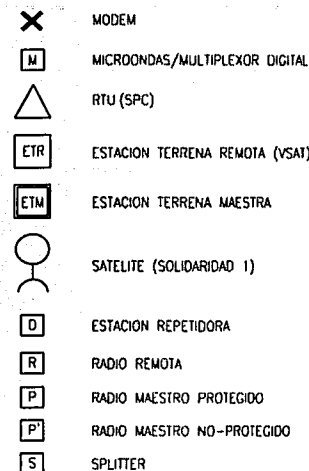 MODEM
M MICROONDAS/MULTIPLEXOR DIGITAL
RTU (SPC)
ETR ESTACION TERRENA REMOTA (VSAT)
ETM ESTACION TERRENA MAESTRA
SATELITE (SOLIDARIDAD 1)
D ESTACION REPETIDORA
R RADIO REMOTA
P RADIO MAESTRO PROTEGIDO
P' RADIO MAESTRO NO-PROTEGIDO
S SPLITTER